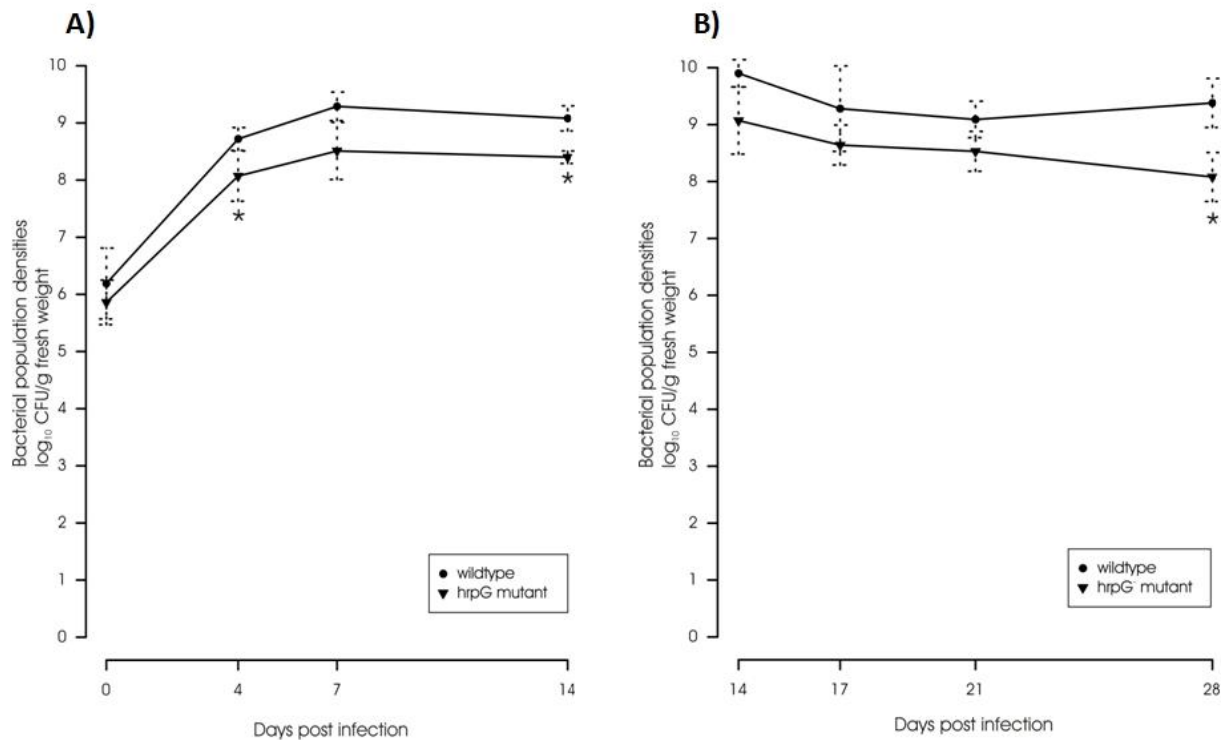 A)
10
9
8
7
6
5
4
3
2
1
0
Bacterial population densities
log₁₀ CFU/g fresh weight
*
*
wildtype
hrpG mutant
0 4 7 14
Days post infection
B)
10
9
8
7
6
5
4
3
2
1
0
Bacterial population densities
log₁₀ CFU/g fresh weight
*
wildtype
hrpG⁻ mutant
14 17 21 28
Days post infection